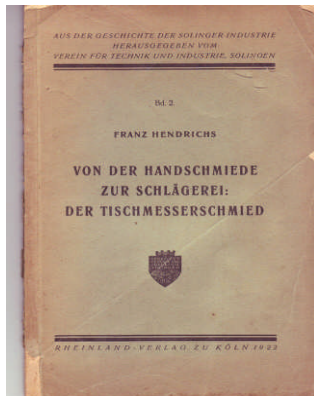 AUS DER GESCHICHTE DER SOLINGER INDUSTRIE
HERAUSGEGEBEN VOM
VEREIN FÜR TECHNIK UND INDUSTRIE, SOLINGEN
Bd. 2.
FRANZ HENDRICHS
VON DER HANDSCHMIEDE
ZUR SCHLÄGEREI:
DER TISCHMESSERSCHMIED
RHEINLAND-VERLAG ZU KÖLN 1922